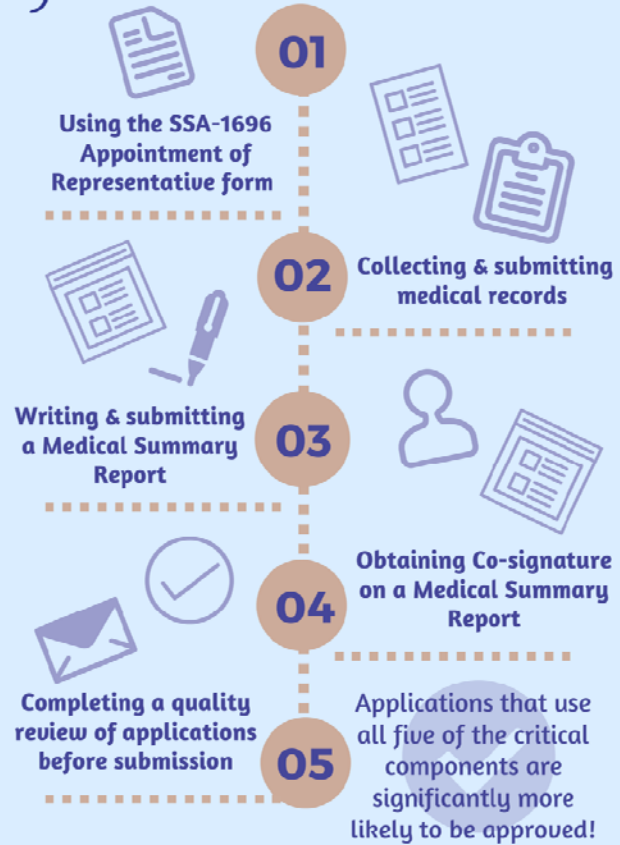 01
Using the SSA-1696
Appointment of
Representative form
02
Collecting & submitting
medical records
03
Writing & submitting
a Medical Summary
Report
04
Obtaining Co-signature
on a Medical Summary
Report
05
Completing a quality
review of applications
before submission
Applications that use
all five of the critical
components are
significantly more
likely to be approved!